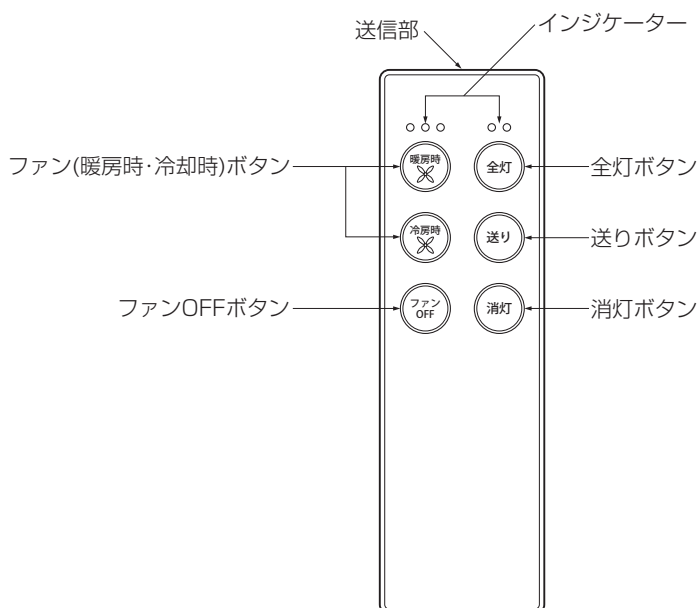 送信部
インジケーター
ファン(暖房時・冷却時)ボタン
暖房時
全灯
全灯ボタン
冷房時
送り
送りボタン
ファンOFFボタン
ファン
OFF
消灯
消灯ボタン